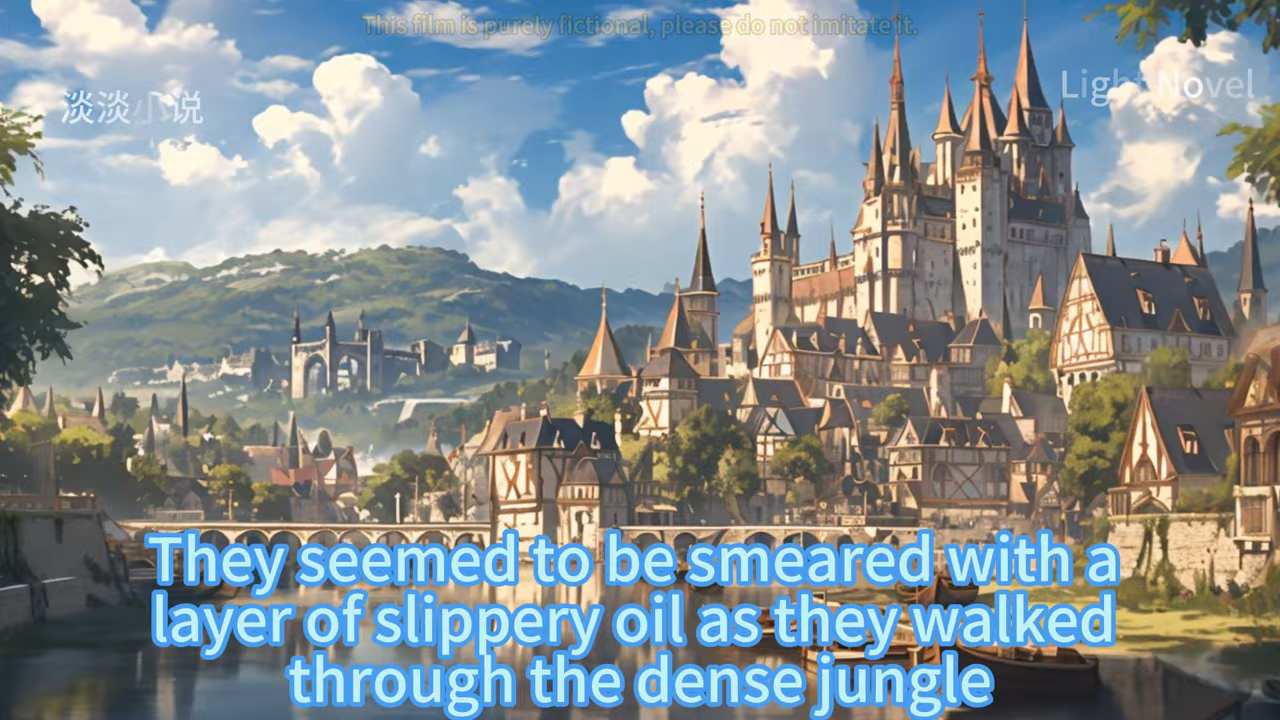 This film is purely fictional, please do not imitate it.
Light Novel
淡淡小说
They seemed to be smeared with a
layer of slippery oil as they walked
through the dense jungle